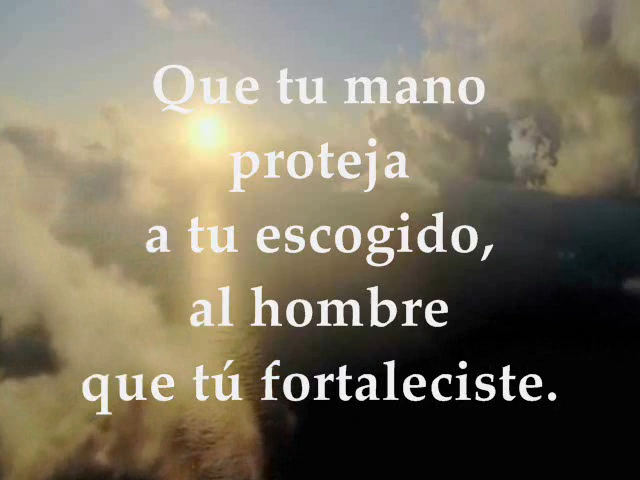 Que tu mano
proteja
a tu escogido,
al hombre
que tú fortaleciste.